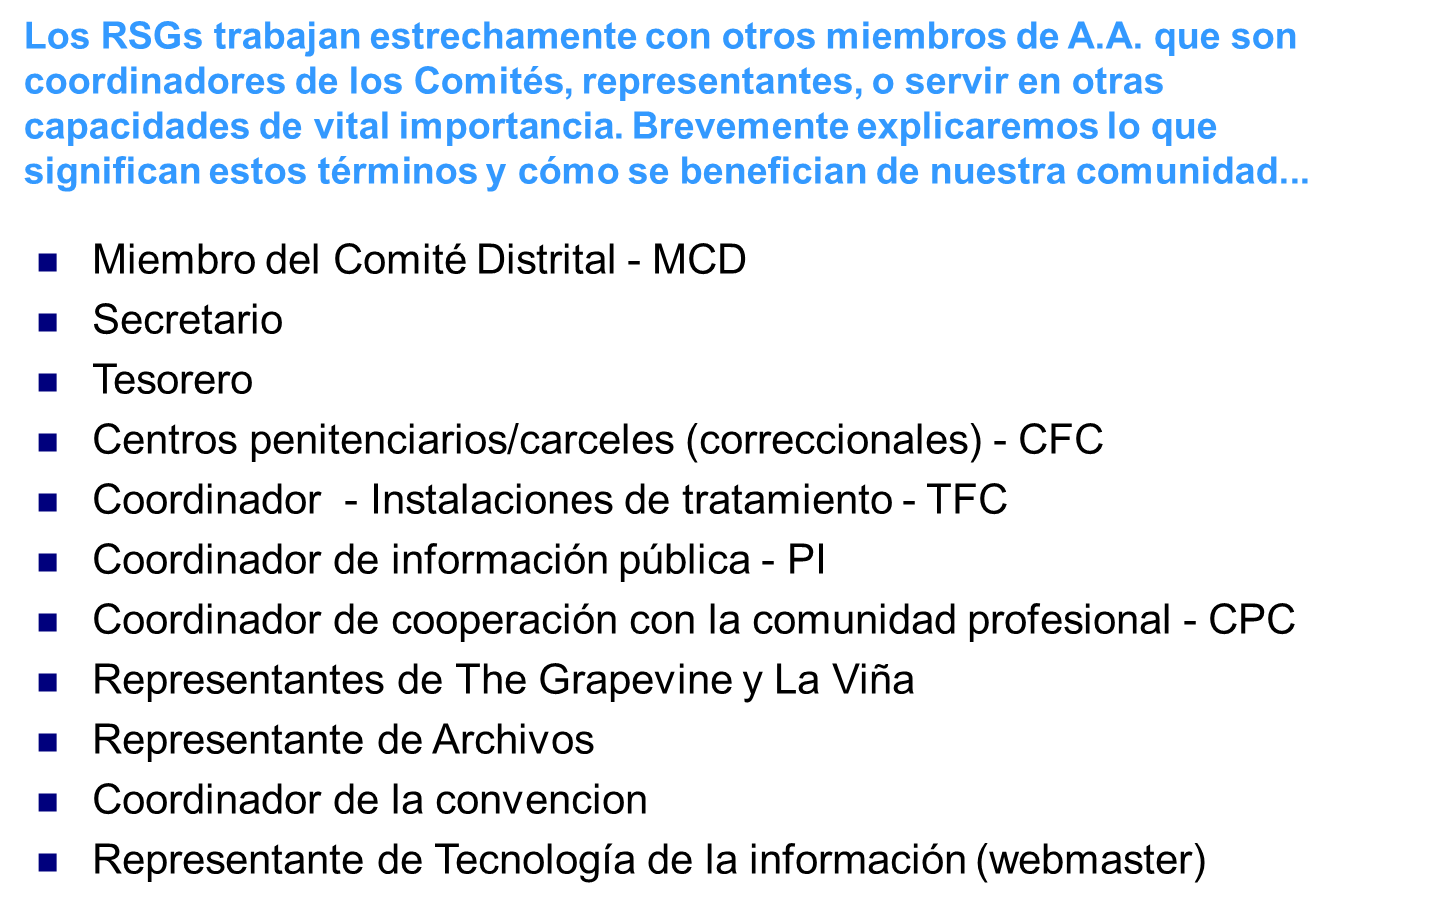 Los RSGs trabajan estrechamente con otros miembros de A.A. que son
coordinadores de los Comités, representantes, o servir en otras
capacidades de vital importancia. Brevemente explicaremos lo que
significan estos términos y cómo se benefician de nuestra comunidad...
Miembro del Comité Distrital - MCD
Secretario
Tesorero
Centros penitenciarios/carceles (correccionales) - CFC
Coordinador - Instalaciones de tratamiento - TFC
Coordinador de información pública - PI
Coordinador de cooperación con la comunidad profesional - CPC
Representantes de The Grapevine y La Viña
Representante de Archivos
Coordinador de la convencion
Representante de Tecnología de la información (webmaster)